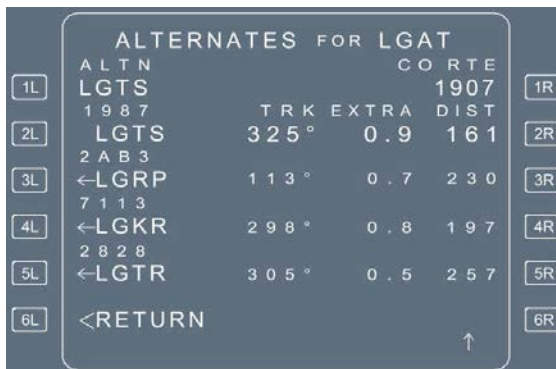 ALTERNATES FOR LGAT
ALTN CO RTE
1L LGTS 1907 1R
1987 TRK EXTRA DIST
2L LGTS 325° 0.9 161 2R
2AB3
3L ←LGRP 113° 0.7 230 3R
7113
4L ←LGKR 298° 0.8 197 4R
2828
5L ←LGTR 305° 0.5 257 5R
6L <RETURN ↑ 6R